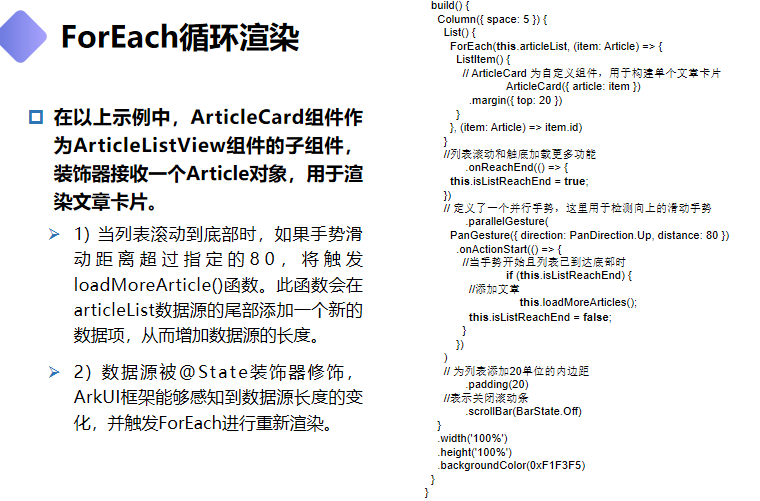 ForEach循环渲染
在以上示例中，ArticleCard组件作
为ArticleListView组件的子组件，
装饰器接收一个Article对象，用于渲
染文章卡片。
1) 当列表滚动到底部时，如果手势滑
动距离超过指定的80，将触发
loadMoreArticle()函数。此函数会在
articleList数据源的尾部添加一个新的
数据项，从而增加数据源的长度。
2) 数据源被@State装饰器修饰，
ArkUI框架能够感知到数据源长度的变
化，并触发ForEach进行重新渲染。
build() {
Column({ space: 5 }) {
List() {
ForEach(this.articleList, (item: Article) => {
ListItem() {
// ArticleCard 为自定义组件，用于构建单个文章卡片
ArticleCard({ article: item })
.margin({ top: 20 })
}
}, (item: Article) => item.id)
}
//列表滚动和触底加载更多功能
.onReachEnd(() => {
this.isListReachEnd = true;
})
// 定义了一个并行手势，这里用于检测向上的滑动手势
.parallelGesture(
PanGesture({ direction: PanDirection.Up, distance: 80 })
.onActionStart(() => {
//当手势开始且列表已到达底部时
if (this.isListReachEnd) {
//添加文章
this.loadMoreArticles();
this.isListReachEnd = false;
}
})
)
// 为列表添加20单位的内边距
.padding(20)
//表示关闭滚动条
.scrollBar(BarState.Off)
}
.width('100%')
.height('100%')
.backgroundColor(0xF1F3F5)
}
}